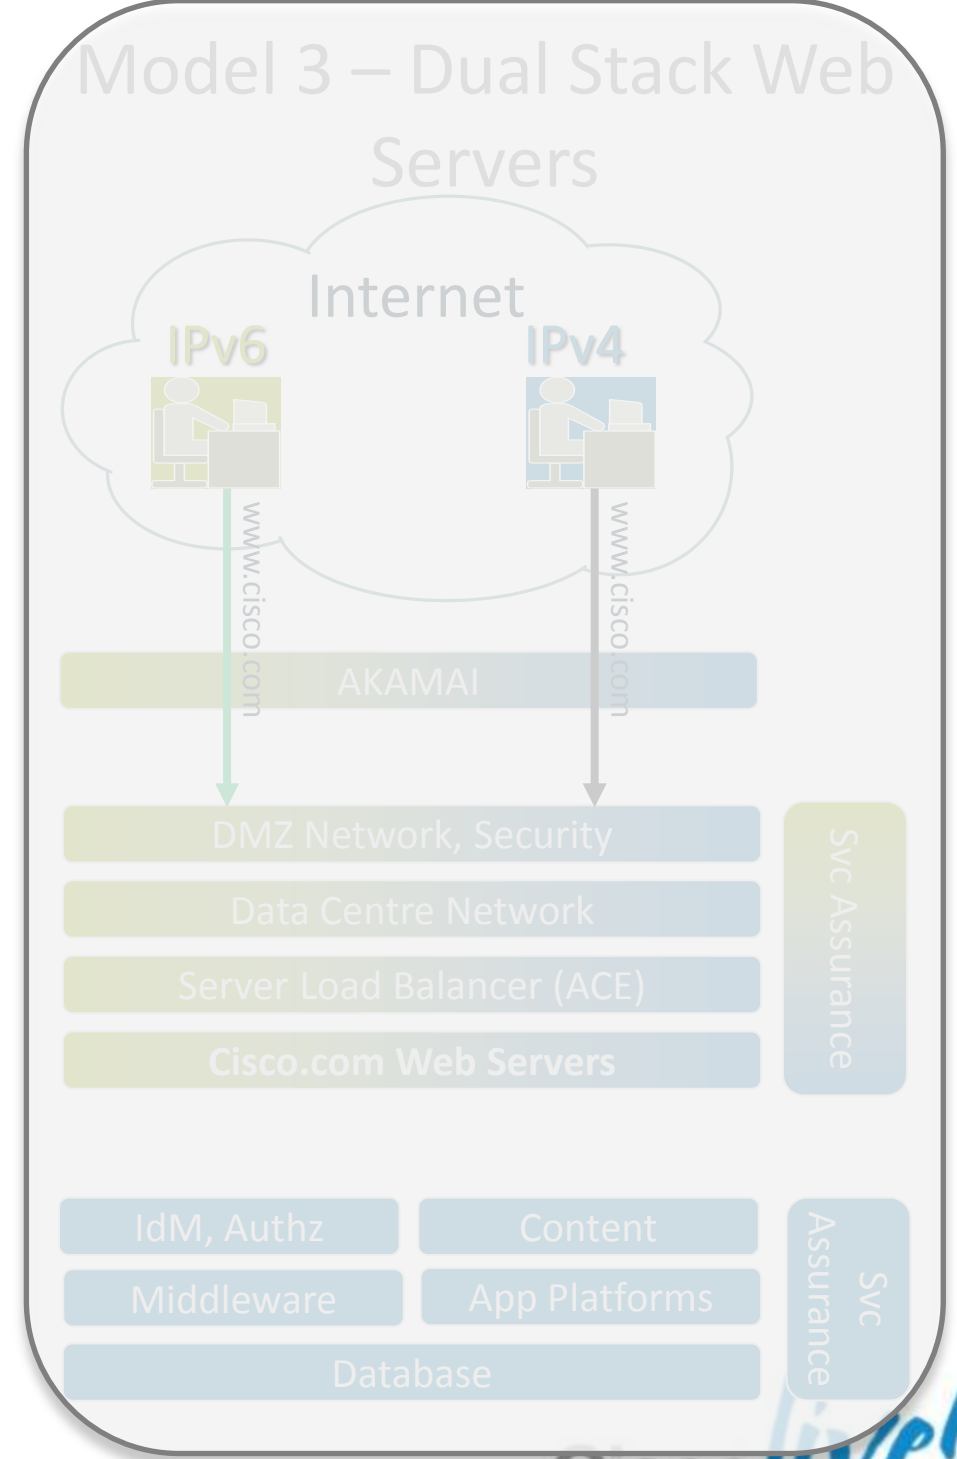 Model 3 – Dual Stack Web
Servers
Internet
IPv6
IPv4
www.cisco.com
www.cisco.com
AKAMAI
DMZ Network, Security
Data Centre Network
Server Load Balancer (ACE)
Cisco.com Web Servers
Svc Assurance
IdM, Authz
Content
Middleware
App Platforms
Database
Svc
Assurance